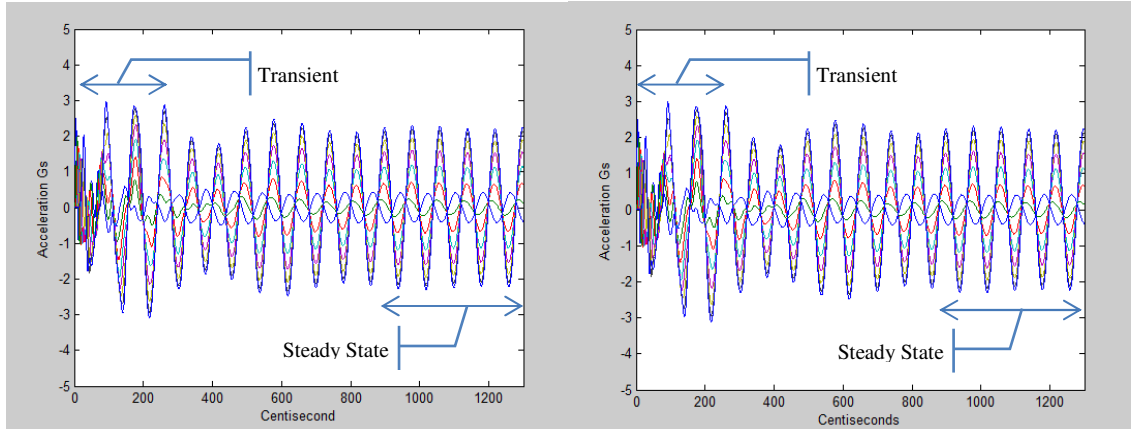 5
4
3
2
1
0
-1
-2
-3
-4
-5
Acceleration Gs
Transient
Steady State
0 200 400 600 800 1000 1200
Centisecond
5
4
3
2
1
0
-1
-2
-3
-4
-5
Acceleration Gs
Transient
Steady State
0 200 400 600 800 1000 1200
Centiseconds